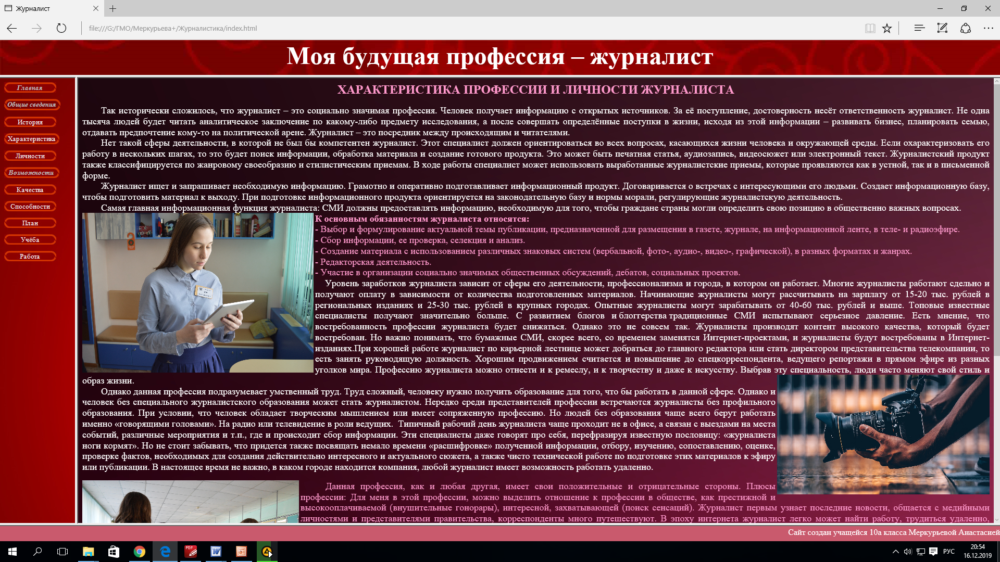 Журналист
file:///G:/ГМО/Меркурьева+/Журналистика/index.html
Моя будущая профессия – журналист
Главная
Общие сведения
История
Характеристика
Личности
Возможности
Качества
Способности
План
Учёба
Работа
ХАРАКТЕРИСТИКА ПРОФЕССИИ И ЛИЧНОСТИ ЖУРНАЛИСТА
Так исторически сложилось, что журналист – это социально значимая профессия. Человек получает информацию с открытых источников. За её поступление, достоверность несёт ответственность журналист. Не одна
тысяча людей будет читать аналитическое заключение по какому-либо предмету исследования, а после совершать определённые поступки в жизни, исходя из этой информации – развивать бизнес, планировать семью,
отдавать предпочтение кому-то на политической арене. Журналист – это посредник между происходящим и читателями.
Нет такой сферы деятельности, в которой не был бы компетентен журналист. Этот специалист должен ориентироваться во всех вопросах, касающихся жизни человека и окружающей среды. Если охарактеризовать его
работу в нескольких шагах, то это будет поиск информации, обработка материала и создание готового продукта. Это может быть печатная статья, аудиозапись, видеосюжет или электронный текст. Журналистский продукт
также классифицируется по жанровому своеобразию и стилистическим приемам. В ходе работы специалист может использовать выработанные журналистские приемы, которые проявляются как в устной, так и в письменной
форме.
Журналист ищет и запрашивает необходимую информацию. Грамотно и оперативно подготавливает информационный продукт. Договаривается о встречах с интересующими его людьми. Создает информационную базу,
чтобы подготовить материал к выходу. При подготовке информационного продукта ориентируется на законодательную базу и нормы морали, регулирующие журналистскую деятельность.
Самая главная информационная функция журналиста: СМИ должны предоставлять информацию, необходимую для того, чтобы граждане страны могли определить свою позицию в общественно важных вопросах.
К основным обязанностям журналиста относятся:
- Выбор и формулирование актуальной темы публикации, предназначенной для размещения в газете, журнале, на информационной ленте, в теле- и радиоэфире.
- Сбор информации, ее проверка, селекция и анализ.
- Создание материала с использованием различных знаковых систем (вербальной, фото-, аудио-, видео-, графической), в разных форматах и жанрах.
- Редакторская деятельность.
- Участие в организации социально значимых общественных обсуждений, дебатов, социальных проектов.
Уровень заработков журналиста зависит от сферы его деятельности, профессионализма и города, в котором он работает. Многие журналисты работают сдельно и
получают оплату в зависимости от количества подготовленных материалов. Начинающие журналисты могут рассчитывать на зарплату от 15-20 тыс. рублей в
региональных изданиях и 25-30 тыс. рублей в крупных городах. Опытные журналисты могут зарабатывать от 40-60 тыс. рублей и выше. Топовые известные
специалисты получают значительно больше. С развитием блогов и блоггерства традиционные СМИ испытывают серьезное давление. Есть мнение, что
востребованность профессии журналиста будет снижаться. Однако это не совсем так. Журналисты производят контент высокого качества, который будет
востребован. Но важно понимать, что бумажные СМИ, скорее всего, со временем заменятся Интернет-проектами, и журналисты будут востребованы в Интернет-
изданиях.При хорошей работе журналист по карьерной лестнице может добраться до главного редактора или стать директором представительства телекомпании, то
есть занять руководящую должность. Хорошим продвижением считается и повышение до спецкорреспондента, ведущего репортажи в прямом эфире из разных
уголков мира. Профессию журналиста можно отнести и к ремеслу, и к творчеству и даже к искусству. Выбрав эту специальность, люди часто меняют свой стиль и
образ жизни.
Однако данная профессия подразумевает умственный труд. Труд сложный, человеку нужно получить образование для того, что бы работать в данной сфере. Однако и
человек без специального журналистского образования может стать журналистом. Нередко среди представителей профессии встречаются журналисты без профильного
образования. При условии, что человек обладает творческим мышлением или имеет сопряженную профессию. Но людей без образования чаще всего берут работать
именно «говорящими головами». На радио или телевидение в роли ведущих. Типичный рабочий день журналиста чаще проходит не в офисе, а связан с выездами на места
событий, различные мероприятия и т.п., где и происходит сбор информации. Эти специалисты даже говорят про себя, перефразируя известную пословицу: «журналиста
ноги кормят». Но не стоит забывать, что придется также посвящать немало времени «расшифровке» полученной информации, отбору, изучению, сопоставлению, оценке,
проверке фактов, необходимых для создания действительно интересного и актуального сюжета, а также чисто технической работе по подготовке этих материалов к эфиру
или публикации. В настоящее время не важно, в каком городе находится компания, любой журналист имеет возможность работать удаленно.
Данная профессия, как и любая другая, имеет свои положительные и отрицательные стороны. Плюсы
профессии: Для меня в этой профессии, можно выделить отношение к профессии в обществе, как престижной и
высокооплачиваемой (внушительные гонорары), интересной, захватывающей (поиск сенсаций). Журналист первым узнает последние новости, общается с медийными
личностями и представителями правительства, корреспонденты много путешествуют. В эпоху интернета журналист легко может найти работу, трудиться удаленно,
Сайт создан учащейся 10а класса Меркурьевой Анастасией
PDF
РУС
20:54
16.12.2019